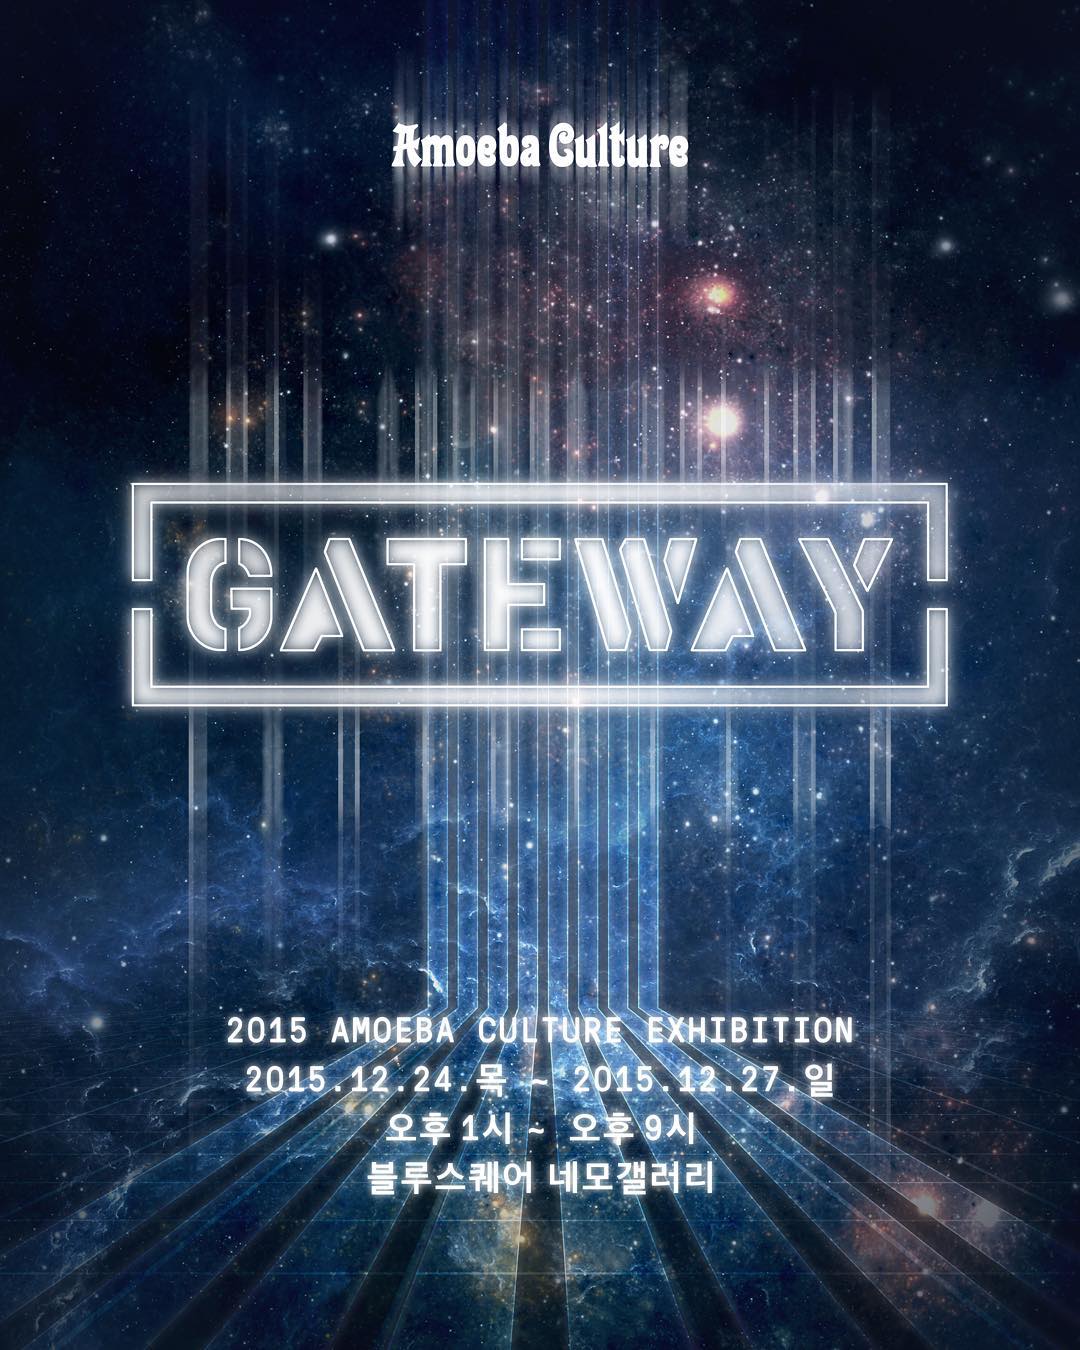 Amoeba Culture
GATEWAY
2015 AMOEBA CULTURE EXHIBITION
2015.12.24.목 ~ 2015.12.27.일
오후 1시 ~ 오후 9시
블루스퀘어 네모갤러리